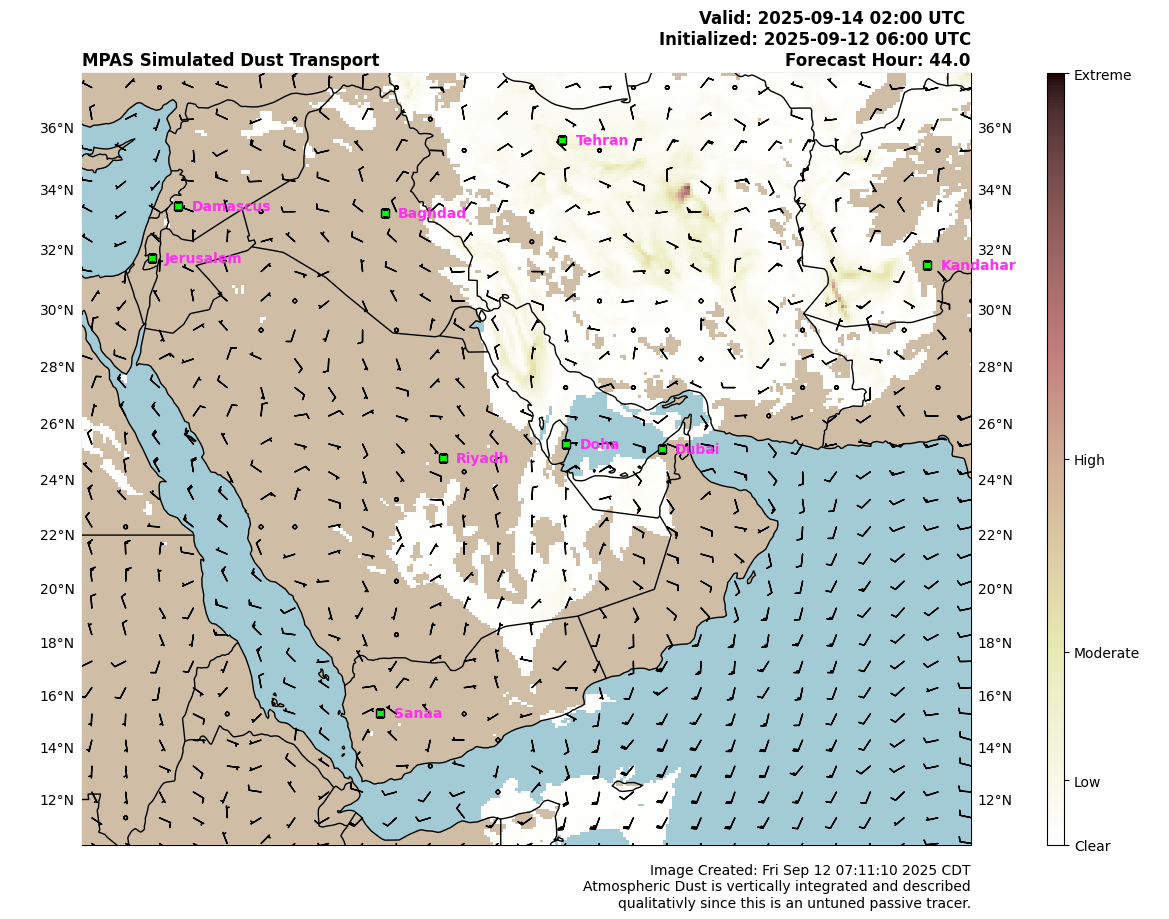 Valid: 2025-09-14 02:00 UTC
Initialized: 2025-09-12 06:00 UTC
MPAS Simulated Dust Transport Forecast Hour: 44.0
Extreme
36°N Tehran 36°N
34°N Damascus Baghdad 34°N
32°N Jerusalem Kandahar 32°N
30°N 30°N
28°N 28°N
26°N Doha Dubai 26°N
High
24°N Riyadh 24°N
22°N 22°N
20°N 20°N
18°N 18°N
Moderate
16°N Sanaa 16°N
14°N 14°N
Low
12°N 12°N
Clear
Image Created: Fri Sep 12 07:11:10 2025 CDT
Atmospheric Dust is vertically integrated and described
qualitativly since this is an untuned passive tracer.